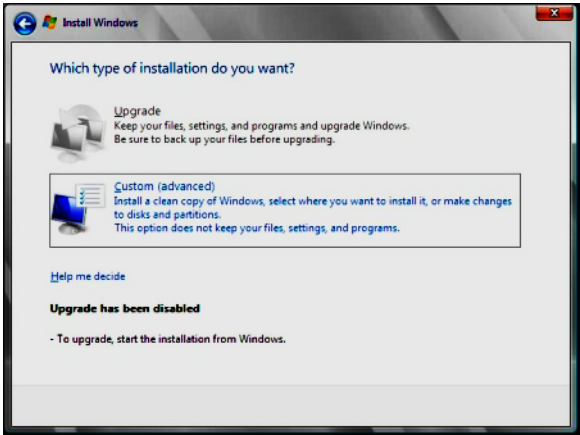 Install Windows
Which type of installation do you want?
Upgrade
Keep your files, settings, and programs and upgrade Windows.
Be sure to back up your files before upgrading.
Custom (advanced)
Install a clean copy of Windows, select where you want to install it, or make changes
to disks and partitions.
This option does not keep your files, settings, and programs.
Help me decide
Upgrade has been disabled
- To upgrade, start the installation from Windows.